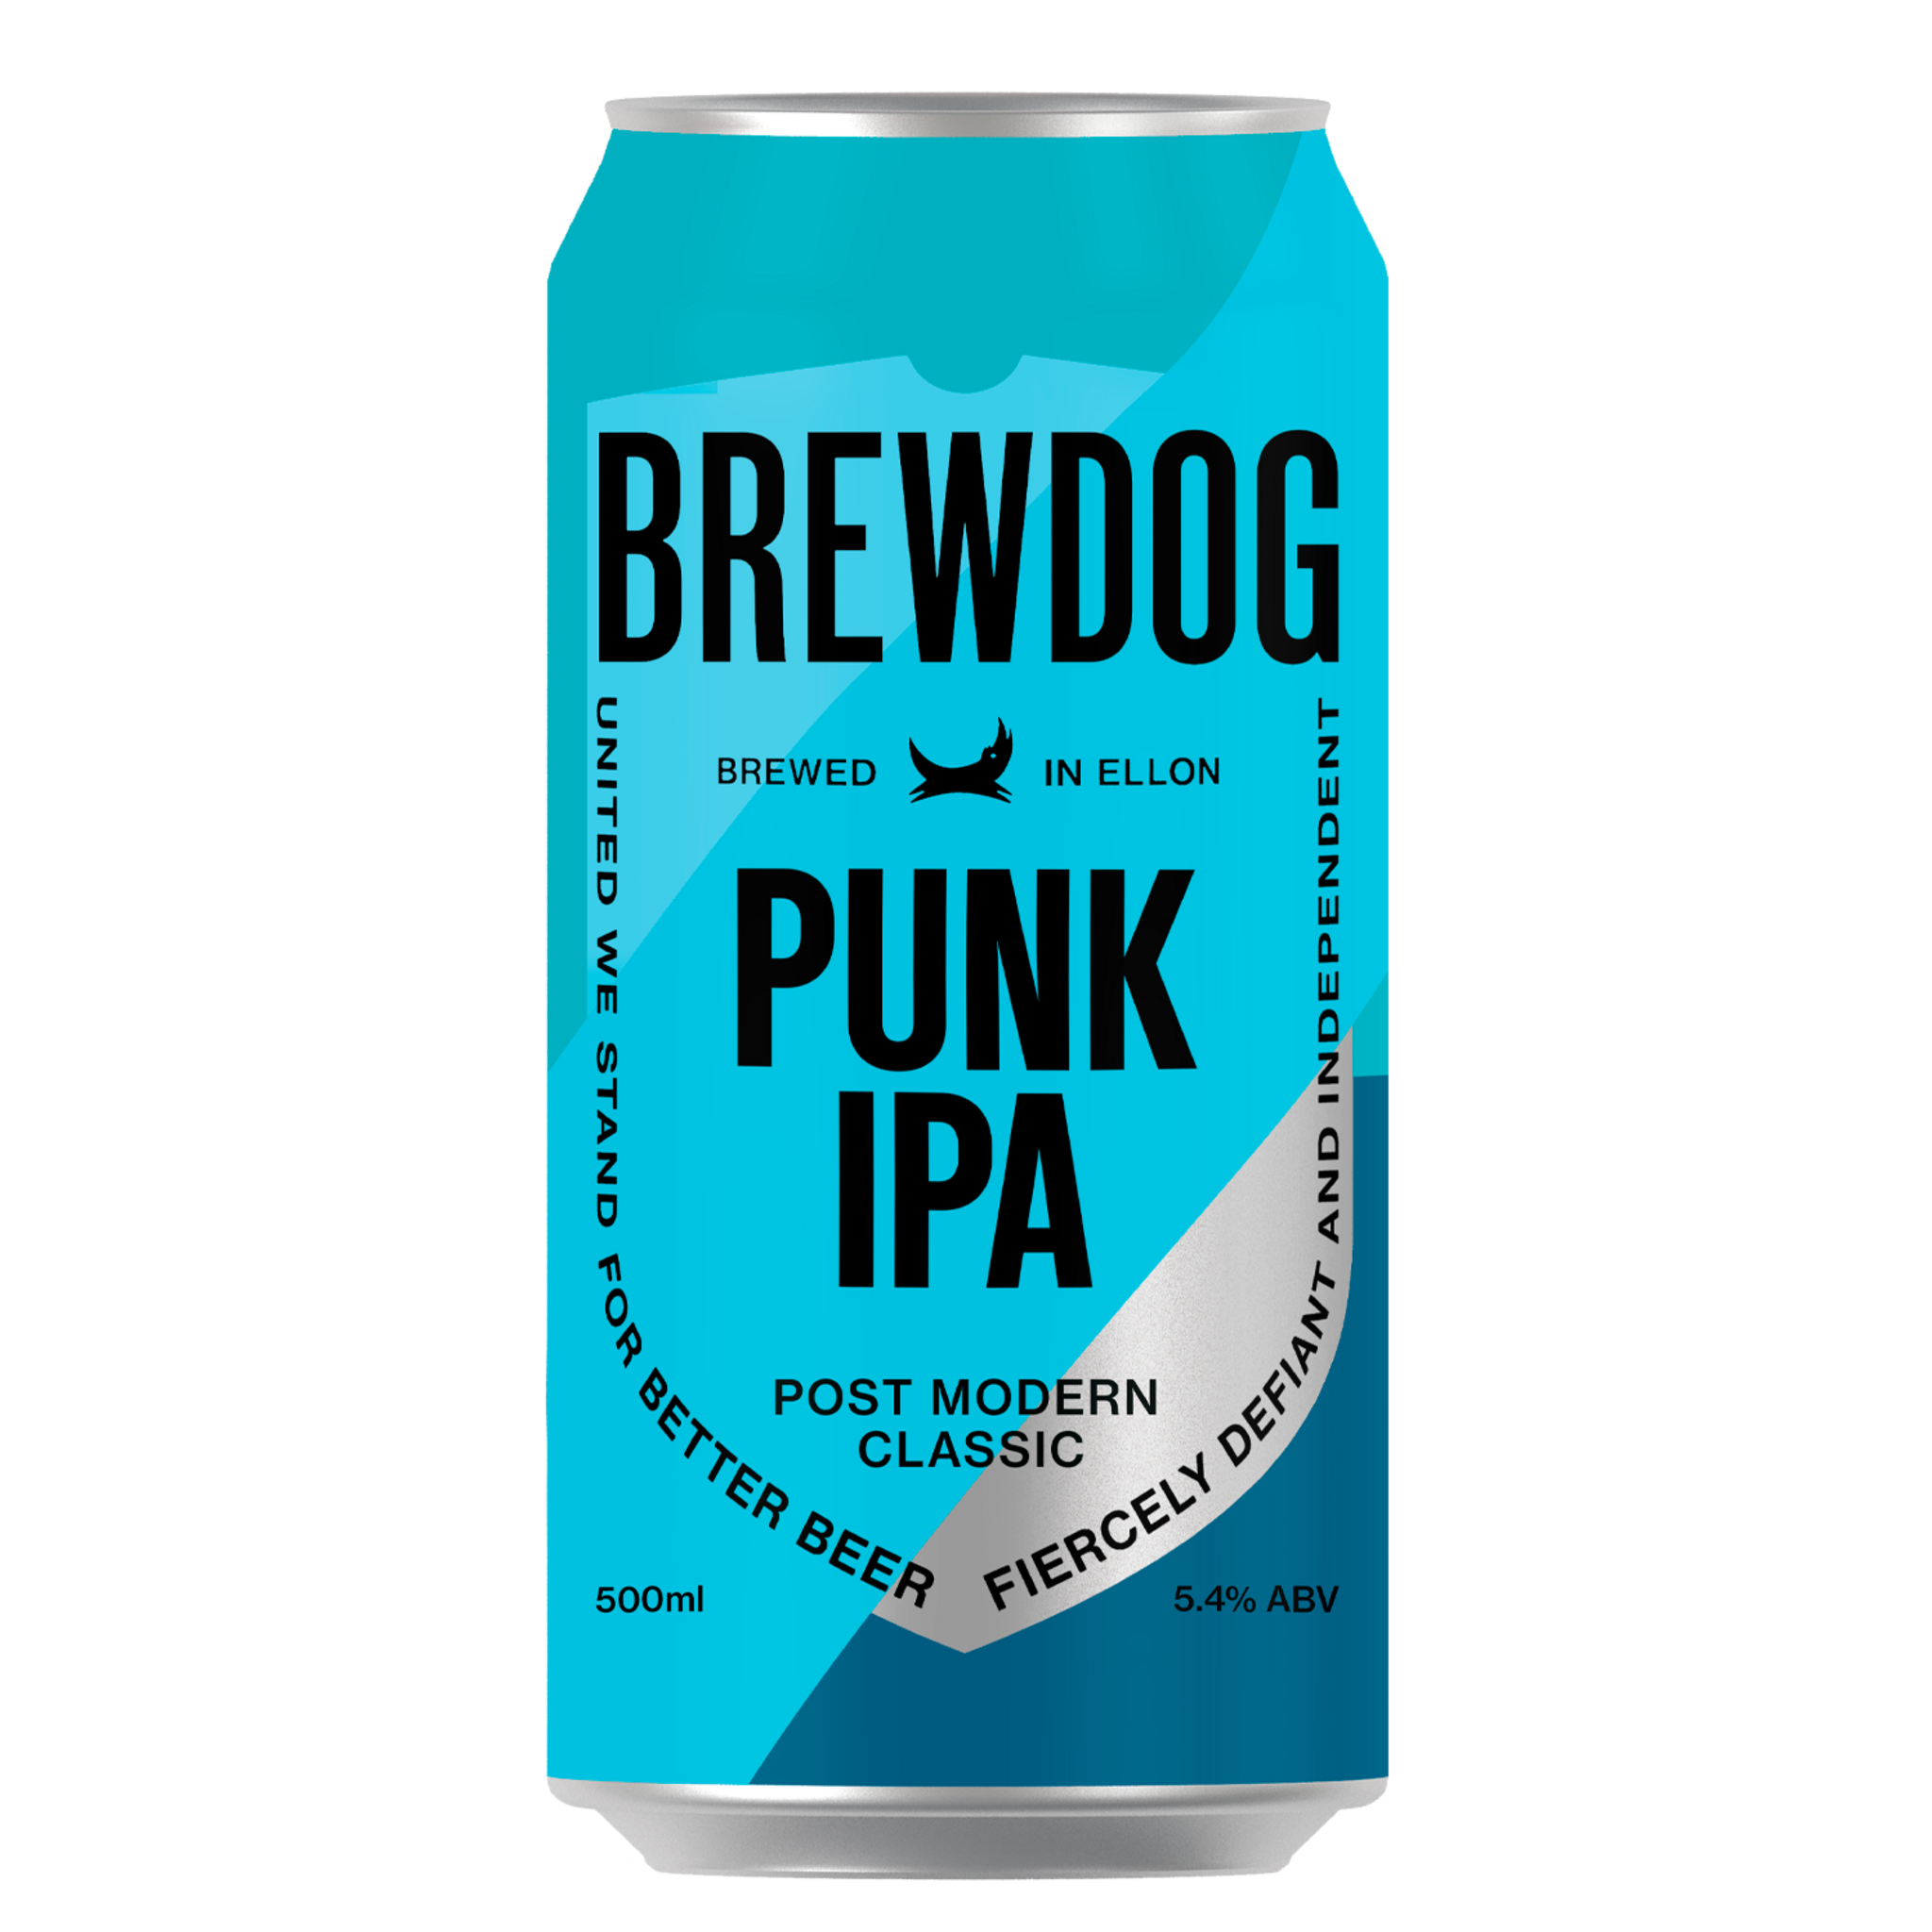 BREWDOG
BREWED IN ELLON
PUNK
IPA
POST MODERN
CLASSIC
UNITED WE STAND FOR BETTER BEER
FIERCELY DEFIANT AND INDEPENDENT
500ml
5.4% ABV